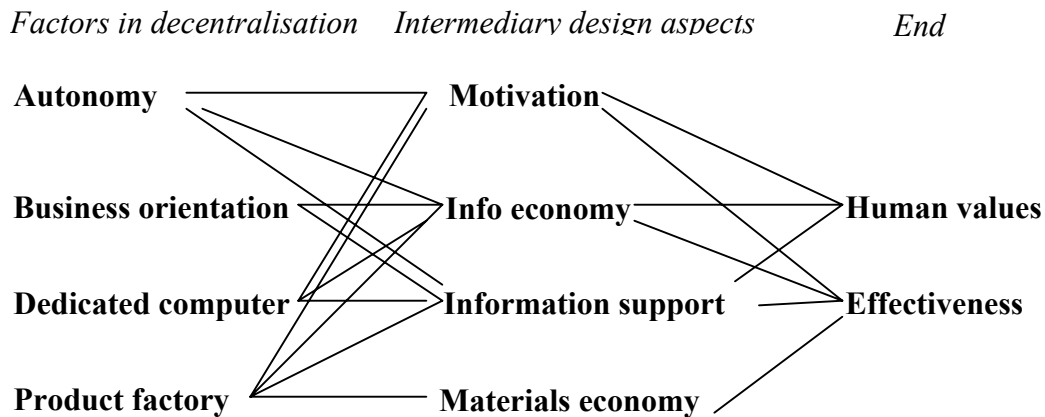 Factors in decentralisation Intermediary design aspects End
Autonomy Motivation
Business orientation Info economy Human values
Dedicated computer Information support Effectiveness
Product factory Materials economy